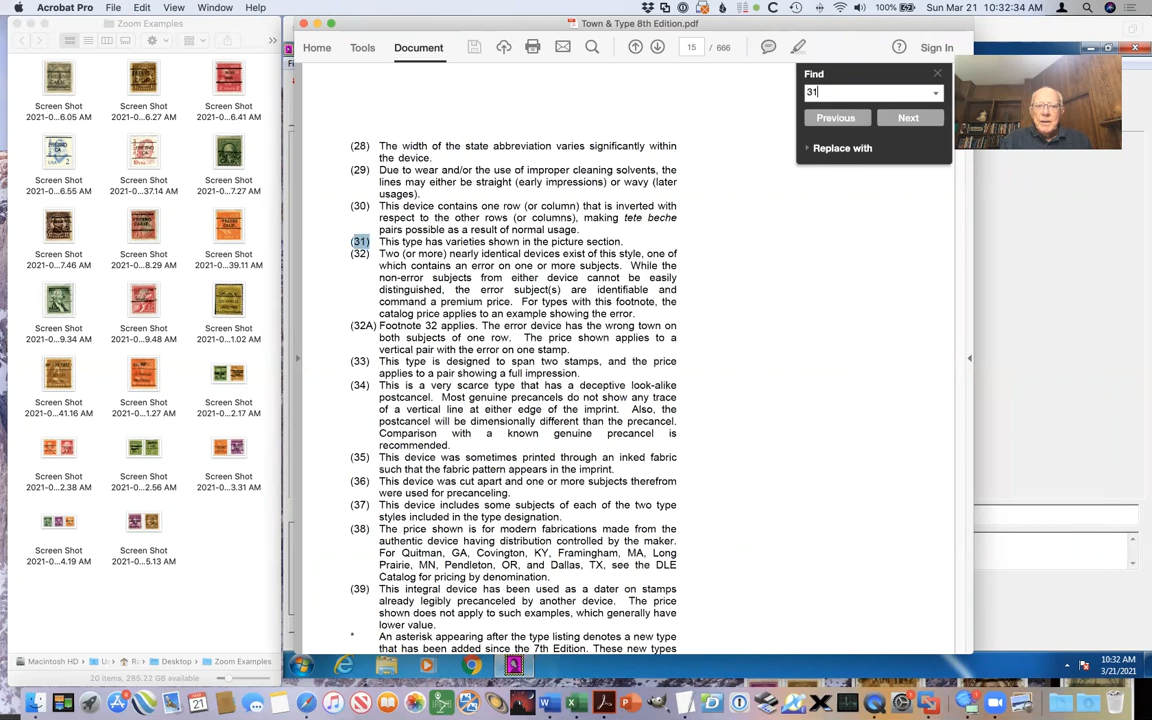 Acrobat Pro File Edit View Window Help
100% Sun Mar 21 10:32:34 AM
Zoom Examples
Town & Type 8th Edition.pdf
Home Tools Document
15 / 666
Sign In
Find
31
Previous Next
Replace with
Screen Shot 2021-0...6.05 AM
Screen Shot 2021-0...6.27 AM
Screen Shot 2021-0...6.41 AM
Screen Shot 2021-0...6.55 AM
Screen Shot 2021-0...37.14 AM
Screen Shot 2021-0...7.27 AM
Screen Shot 2021-0...7.46 AM
Screen Shot 2021-0...8.29 AM
Screen Shot 2021-0...39.11 AM
Screen Shot 2021-0...9.34 AM
Screen Shot 2021-0...9.48 AM
Screen Shot 2021-0...1.02 AM
Screen Shot 2021-0...41.16 AM
Screen Shot 2021-0...1.27 AM
Screen Shot 2021-0...2.17 AM
Screen Shot 2021-0...2.38 AM
Screen Shot 2021-0...2.56 AM
Screen Shot 2021-0...3.31 AM
Screen Shot 2021-0...4.19 AM
Screen Shot 2021-0...5.13 AM
Macintosh HD Desktop Zoom Examples
20 items, 285.22 GB available
(28) The width of the state abbreviation varies significantly within
the device.
(29) Due to wear and/or the use of improper cleaning solvents, the
lines may either be straight (early impressions) or wavy (later
usages).
(30) This device contains one row (or column) that is inverted with
respect to the other rows (or columns), making tete beche
pairs possible as a result of normal usage.
(31) This type has varieties shown in the picture section.
(32) Two (or more) nearly identical devices exist of this style, one of
which contains an error on one or more subjects. While the
non-error subjects from either device cannot be easily
distinguished, the error subject(s) are identifiable and
command a premium price. For types with this footnote, the
catalog price applies to an example showing the error.
(32A) Footnote 32 applies. The error device has the wrong town on
both subjects of one row. The price shown applies to a
vertical pair with the error on one stamp.
(33) This type is designed to span two stamps, and the price
applies to a pair showing a full impression.
(34) This is a very scarce type that has a deceptive look-alike
postcancel. Most genuine precancels do not show any trace
of a vertical line at either edge of the imprint. Also, the
postcancel will be dimensionally different than the precancel.
Comparison with a known genuine precancel is
recommended.
(35) This device was sometimes printed through an inked fabric
such that the fabric pattern appears in the imprint.
(36) This device was cut apart and one or more subjects therefrom
were used for precanceling.
(37) This device includes some subjects of each of the two type
styles included in the type designation.
(38) The price shown is for modern fabrications made from the
authentic device having distribution controlled by the maker.
For Quitman, GA, Covington, KY, Framingham, MA, Long
Prairie, MN, Pendleton, OR, and Dallas, TX, see the DLE
Catalog for pricing by denomination.
(39) This integral device has been used as a dater on stamps
already legibly precanceled by another device. The price
shown does not apply to such examples, which generally have
lower value.
* An asterisk appearing after the type listing denotes a new type
that has been added since the 7th Edition. These new types
10:32 AM
3/21/2021